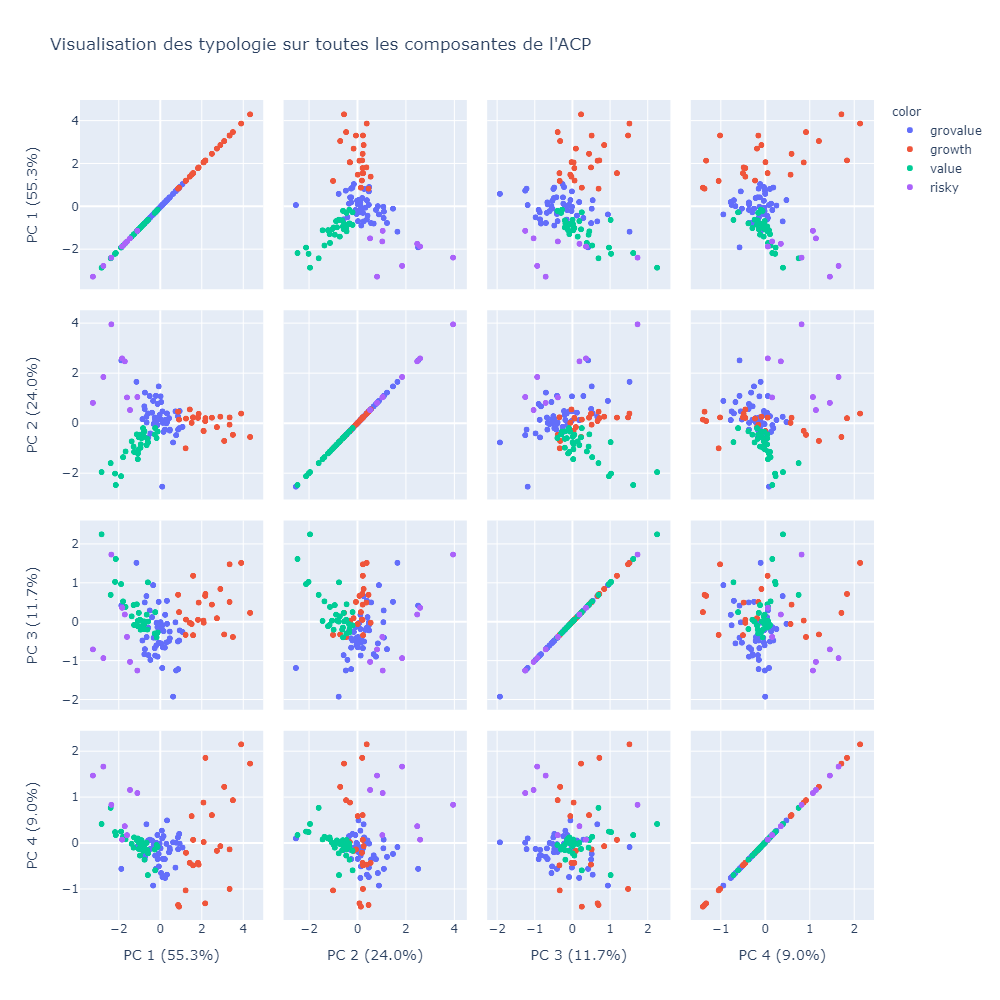 Visualisation des typologie sur toutes les composantes de l'ACP
color
grovalue
growth
value
risky
PC 1 (55.3%)
4
2
0
−2
PC 2 (24.0%)
4
2
0
−2
PC 3 (11.7%)
2
1
0
−1
−2
PC 4 (9.0%)
2
1
0
−1
−2 0 2 4
−2 0 2 4
−2 −1 0 1 2
−1 0 1 2
PC 1 (55.3%)
PC 2 (24.0%)
PC 3 (11.7%)
PC 4 (9.0%)